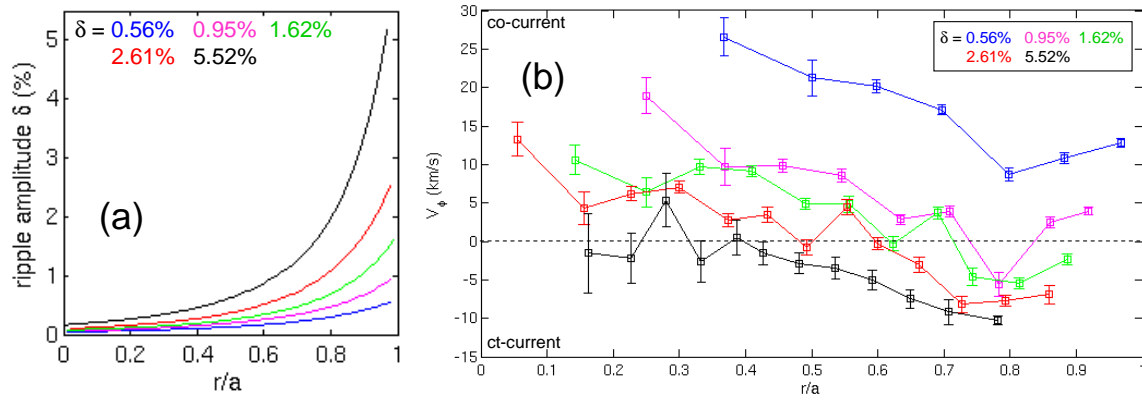 (a)
δ = 0.56% 0.95% 1.62%
2.61% 5.52%
ripple amplitude δ (%)
5
4
3
2
1
0
0 0.2 0.4 0.6 0.8 1
r/a
(b)
co-current
δ = 0.56% 0.95% 1.62%
2.61% 5.52%
V_ϕ (km/s)
30
25
20
15
10
5
0
-5
-10
-15
ct-current
0 0.1 0.2 0.3 0.4 0.5 0.6 0.7 0.8 0.9 1
r/a